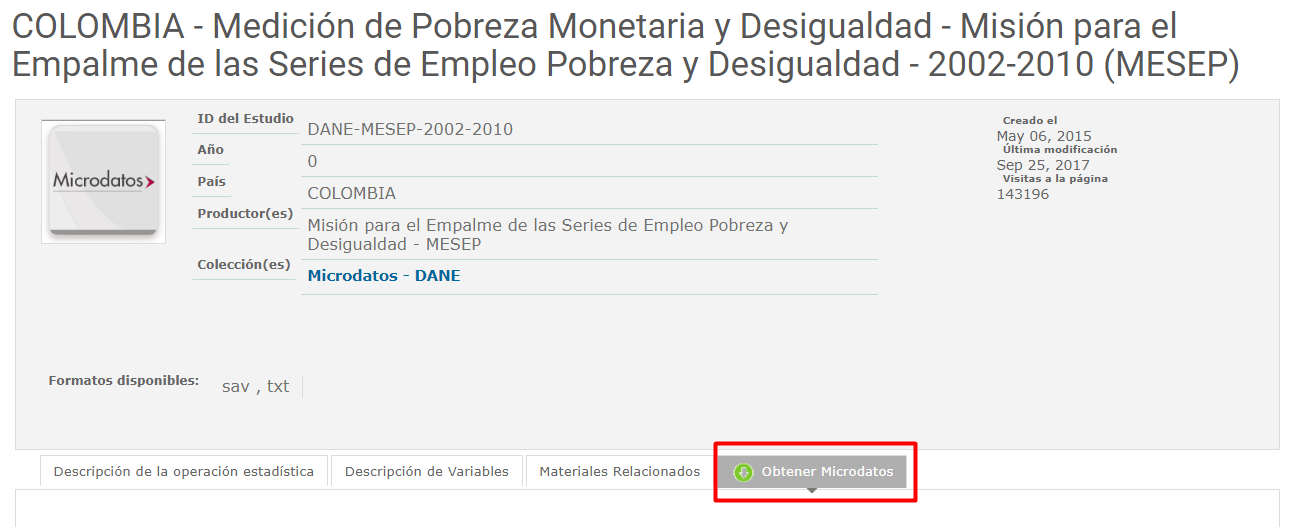 COLOMBIA - Medición de Pobreza Monetaria y Desigualdad - Misión para el
Empalme de las Series de Empleo Pobreza y Desigualdad - 2002-2010 (MESEP)
Microdatos
ID del Estudio
DANE-MESEP-2002-2010
Año
0
País
COLOMBIA
Productor(es)
Misión para el Empalme de las Series de Empleo Pobreza y
Desigualdad - MESEP
Colección(es)
Microdatos - DANE
Creado el
May 06, 2015
Última modificación
Sep 25, 2017
Visitas a la página
143196
Formatos disponibles:
sav , txt
Descripción de la operación estadística
Descripción de Variables
Materiales Relacionados
Obtener Microdatos